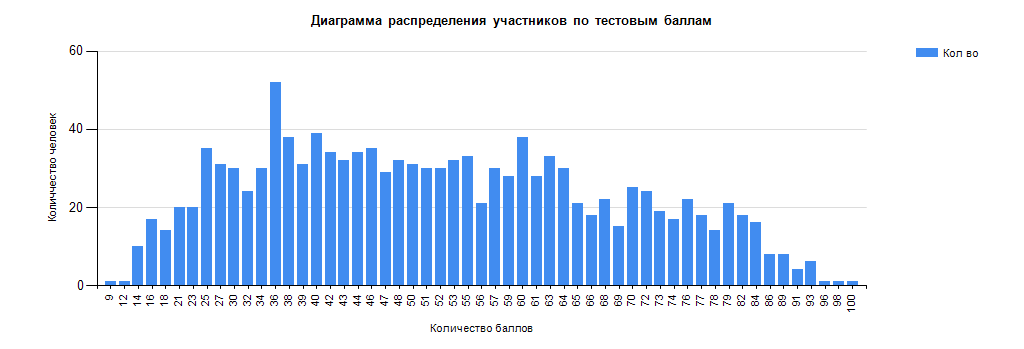 Диаграмма распределения участников по тестовым баллам
Кол во
Количчество человек
60
40
20
0
9 12 14 16 18 21 23 25 27 30 32 34 36 38 39 40 42 43 44 46 47 48 50 51 52 53 55 56 57 59 60 61 63 64 65 66 68 69 70 72 73 74 76 77 78 79 82 84 86 89 91 93 96 98 100
Количество баллов